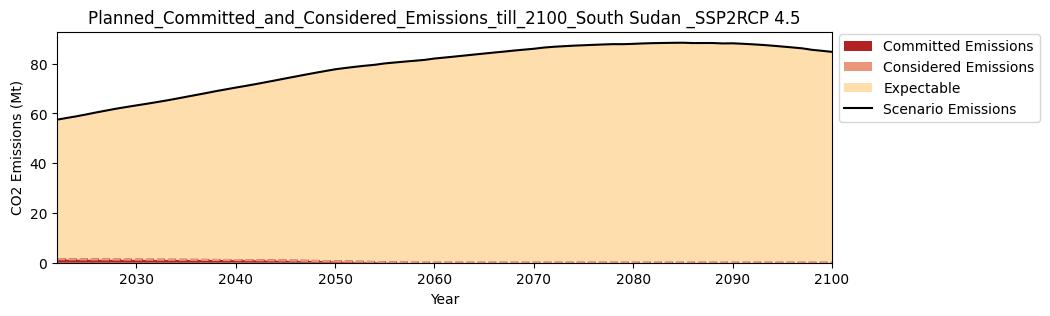 Planned_Committed_and_Considered_Emissions_till_2100_South Sudan _SSP2RCP 4.5
Committed Emissions
Considered Emissions
Expectable
Scenario Emissions
CO2 Emissions (Mt)
80
60
40
20
0
2030
2040
2050
2060
2070
2080
2090
2100
Year